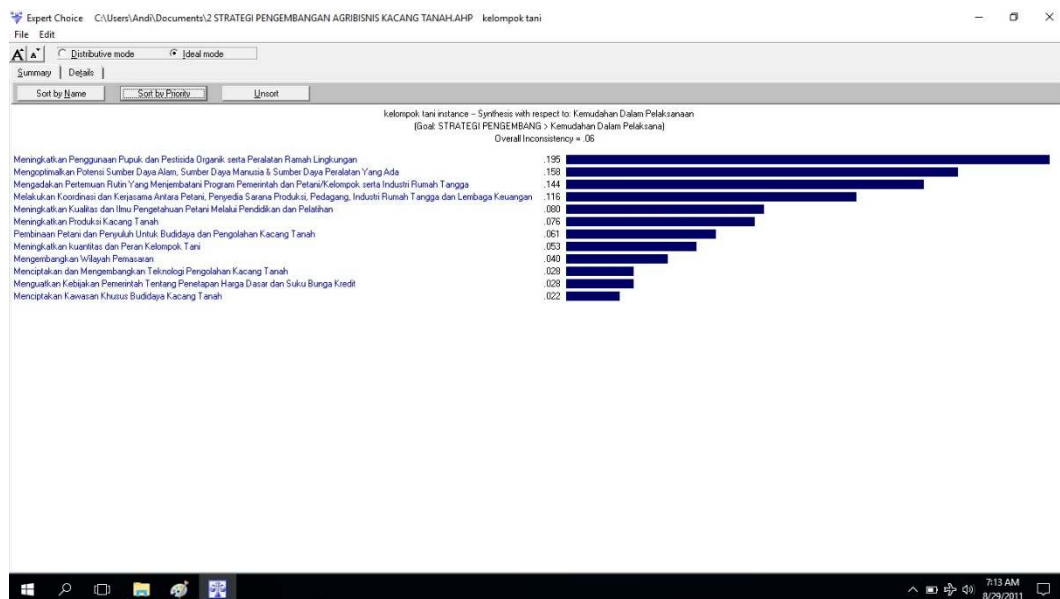 Expert Choice C:\Users\Andi\Documents\2 STRATEGI PENGEMBANGAN AGRIBISNIS KACANG TANAH.AHP kelompok tani
File Edit
A A Distributive mode Ideal mode
Summary Details
Sort by Name Sort by Priority Unsort
kelompok tani instance -- Synthesis with respect to: Kemudahan Dalam Pelaksanaan
(Goal: STRATEGI PENGEMBANG > Kemudahan Dalam Pelaksana)
Overall Inconsistency = .06
Meningkatkan Penggunaan Pupuk dan Pestisida Organik serta Peralatan Ramah Lingkungan .195
Mengoptimalkan Potensi Sumber Daya Alam, Sumber Daya Manusia & Sumber Daya Peralatan Yang Ada .158
Mengadakan Pertemuan Rutin Yang Menjembatani Program Pemerintah dan Petani/Kelompok serta Industri Rumah Tangga .144
Melakukan Koordinasi dan Kerjasama Antara Petani, Penyedia Sarana Produksi, Pedagang, Industri Rumah Tangga dan Lembaga Keuangan .116
Meningkatkan Kualitas dan Ilmu Pengetahuan Petani Melalui Pendidikan dan Pelatihan .080
Meningkatkan Produksi Kacang Tanah .076
Pembinaan Petani dan Penyuluh Untuk Budidaya dan Pengolahan Kacang Tanah .061
Meningkatkan kuantitas dan Peran Kelompok Tani .053
Mengembangkan Wilayah Pemasaran .040
Menciptakan dan Mengembangkan Teknologi Pengolahan Kacang Tanah .028
Menguatkan Kebijakan Pemerintah Tentang Penetapan Harga Dasar dan Suku Bunga Kredit .028
Menciptakan Kawasan Khusus Budidaya Kacang Tanah .022
7:13 AM
8/29/2011